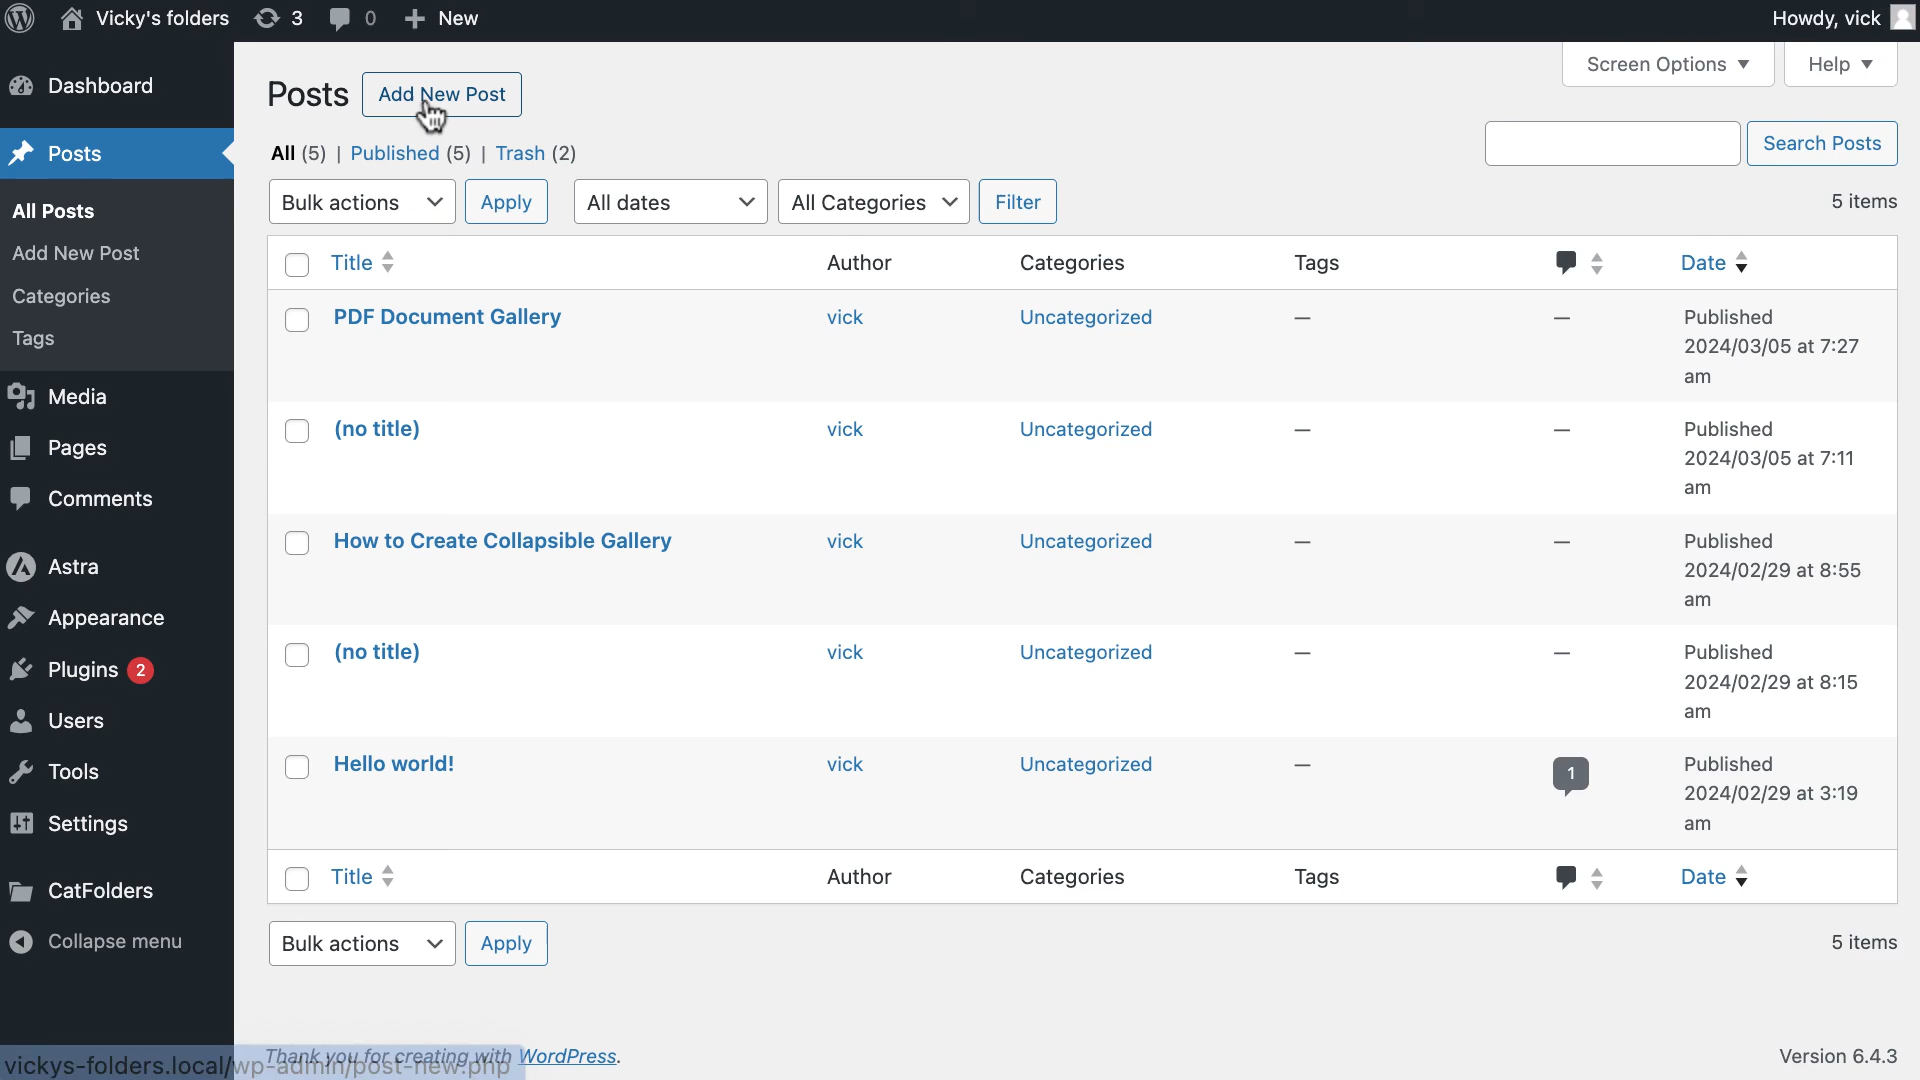 Vicky's folders 3 0 New Howdy, vick
Screen Options Help
Dashboard
Posts
All Posts
Add New Post
Categories
Tags
Media
Pages
Comments
Astra
Appearance
Plugins 2
Users
Tools
Settings
CatFolders
Collapse menu
Posts Add New Post
All (5) | Published (5) | Trash (2)
Search Posts
Bulk actions Apply All dates All Categories Filter 5 items
Title Author Categories Tags Date
PDF Document Gallery vick Uncategorized — — Published
2024/03/05 at 7:27
am
(no title) vick Uncategorized — — Published
2024/03/05 at 7:11
am
How to Create Collapsible Gallery vick Uncategorized — — Published
2024/02/29 at 8:55
am
(no title) vick Uncategorized — — Published
2024/02/29 at 8:15
am
Hello world! vick Uncategorized — 1 Published
2024/02/29 at 3:19
am
Title Author Categories Tags Date
Bulk actions Apply 5 items
Thank you for creating with WordPress. Version 6.4.3
vickys-folders.local/wp-admin/post-new.php